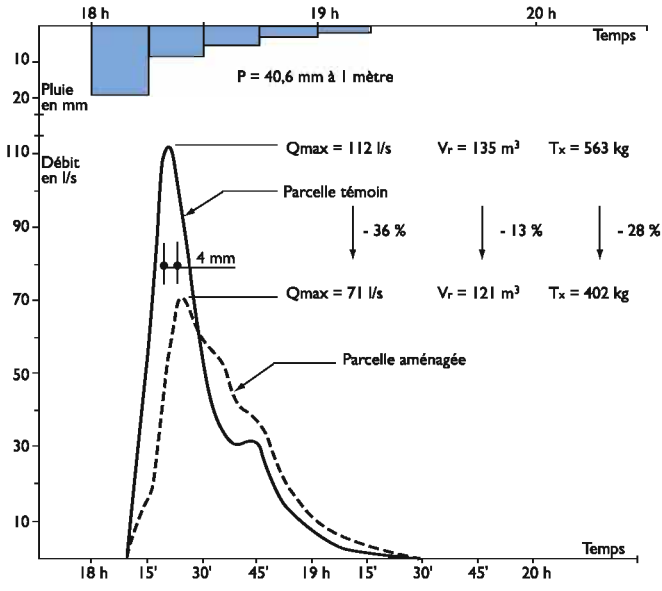 18 h 19 h 20 h
Temps
10
20
Pluie
en mm
P = 40,6 mm à 1 mètre
110
Débit
en l/s
Qmax = 112 l/s Vr = 135 m³ Tx = 563 kg
Parcelle témoin
90
- 36 % - 13 % - 28 %
4 mm
70
Qmax = 71 l/s Vr = 121 m³ Tx = 402 kg
Parcelle aménagée
50
30
10
Temps
18 h 15' 30' 45' 19 h 15' 30' 45' 20 h